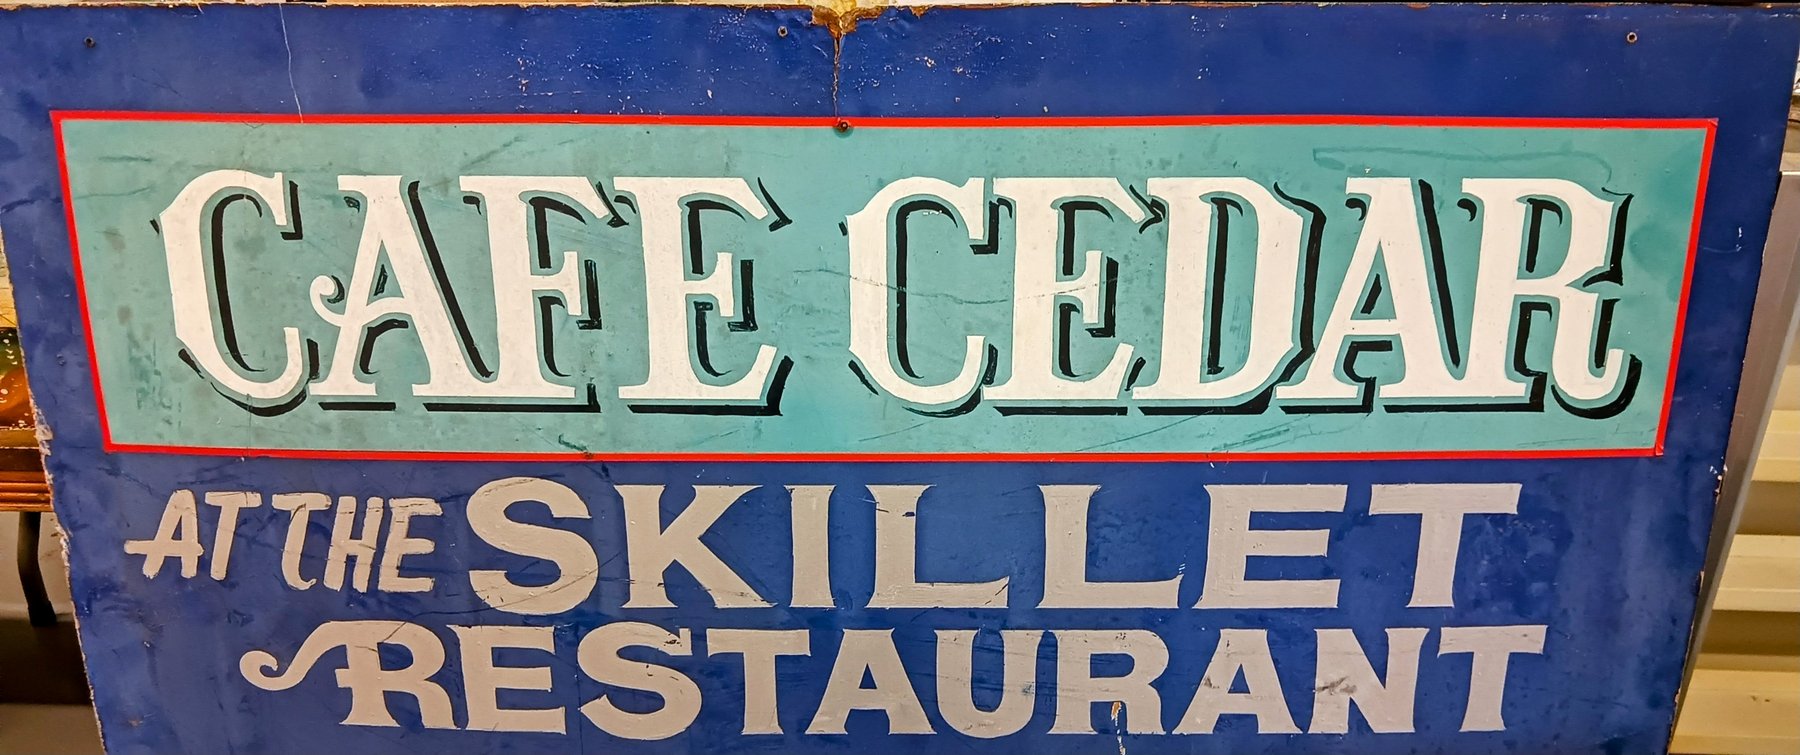 CAFE CEDAR
AT THE SKILLET
RESTAURANT